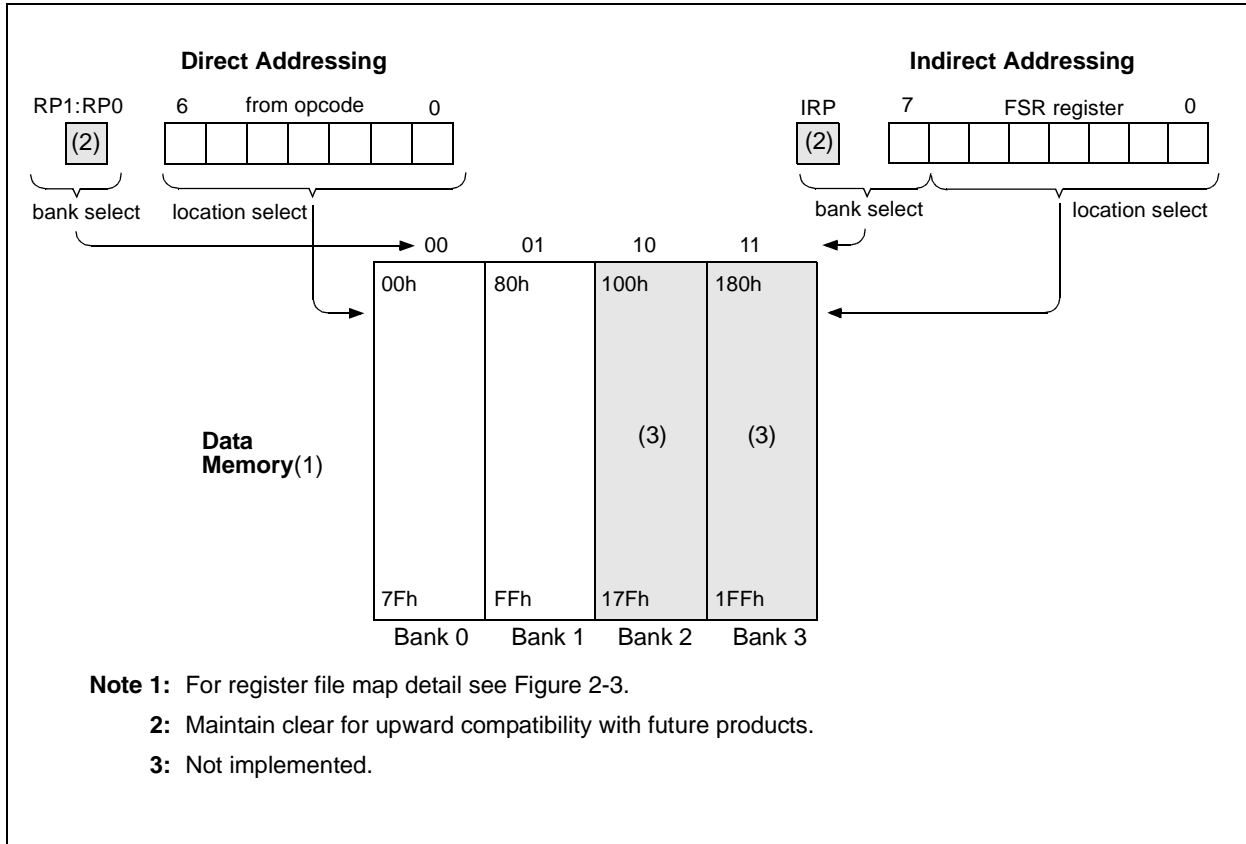 Direct Addressing
Indirect Addressing
RP1:RP0 6 from opcode 0
IRP 7 FSR register 0
(2)
(2)
bank select location select
bank select location select
00 01 10 11
00h 80h 100h 180h
Data
Memory(1)
(3) (3)
7Fh FFh 17Fh 1FFh
Bank 0 Bank 1 Bank 2 Bank 3
Note 1: For register file map detail see Figure 2-3.
2: Maintain clear for upward compatibility with future products.
3: Not implemented.